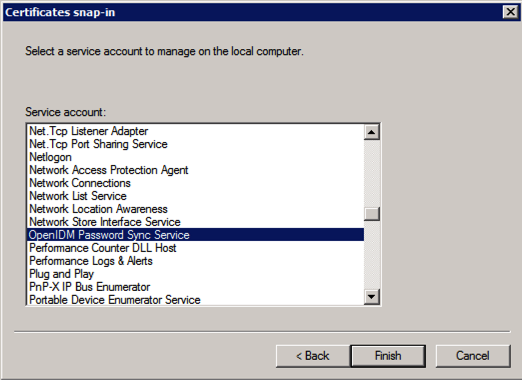 Certificates snap-in
Select a service account to manage on the local computer.
Service account:
Net.Tcp Listener Adapter
Net.Tcp Port Sharing Service
Netlogon
Network Access Protection Agent
Network Connections
Network List Service
Network Location Awareness
Network Store Interface Service
OpenIDM Password Sync Service
Performance Counter DLL Host
Performance Logs & Alerts
Plug and Play
PnP-X IP Bus Enumerator
Portable Device Enumerator Service
< Back Finish Cancel